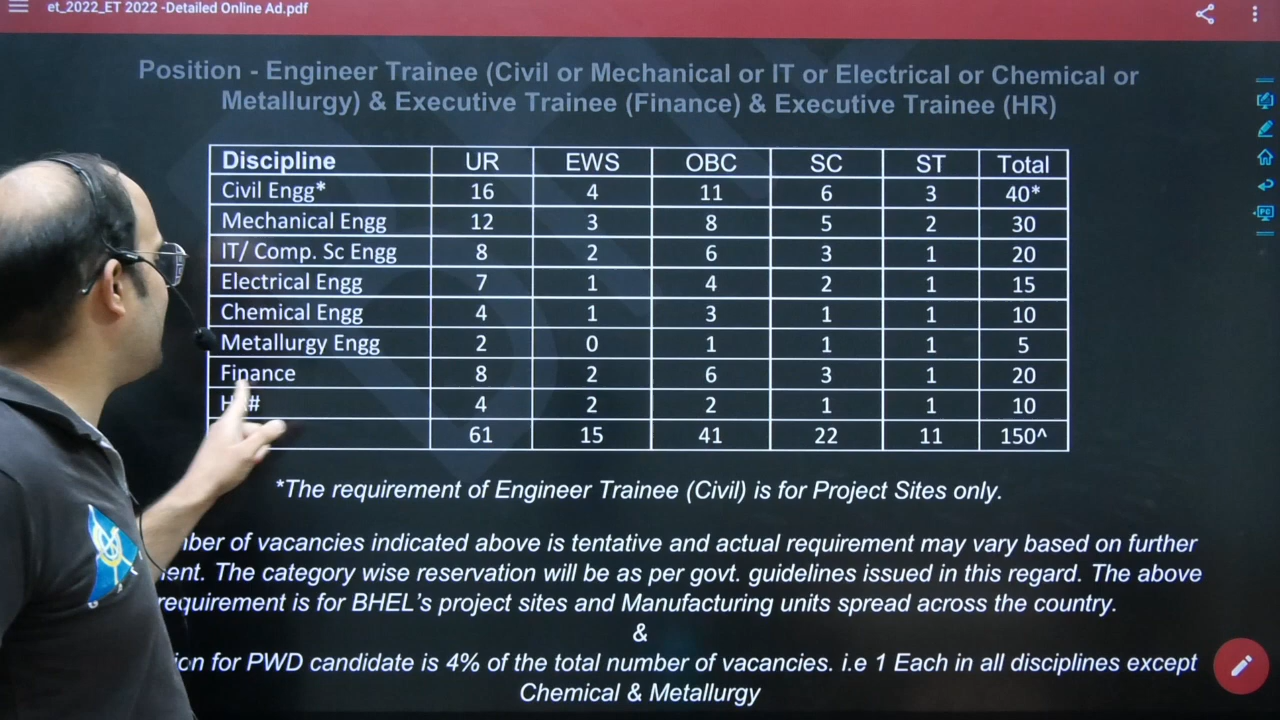 et_2022_ET 2022 -Detailed Online Ad.pdf
Position - Engineer Trainee (Civil or Mechanical or IT or Electrical or Chemical or
Metallurgy) & Executive Trainee (Finance) & Executive Trainee (HR)
Discipline UR EWS OBC SC ST Total
Civil Engg* 16 4 11 6 3 40*
Mechanical Engg 12 3 8 5 2 30
IT/ Comp. Sc Engg 8 2 6 3 1 20
Electrical Engg 7 1 4 2 1 15
Chemical Engg 4 1 3 1 1 10
Metallurgy Engg 2 0 1 1 1 5
Finance 8 2 6 3 1 20
HR# 4 2 2 1 1 10
61 15 41 22 11 150^
*The requirement of Engineer Trainee (Civil) is for Project Sites only.
of vacancies indicated above is tentative and actual requirement may vary based on further
The category wise reservation will be as per govt. guidelines issued in this regard. The above
requirement is for BHEL's project sites and Manufacturing units spread across the country.
&
for PWD candidate is 4% of the total number of vacancies. i.e 1 Each in all disciplines except
Chemical & Metallurgy